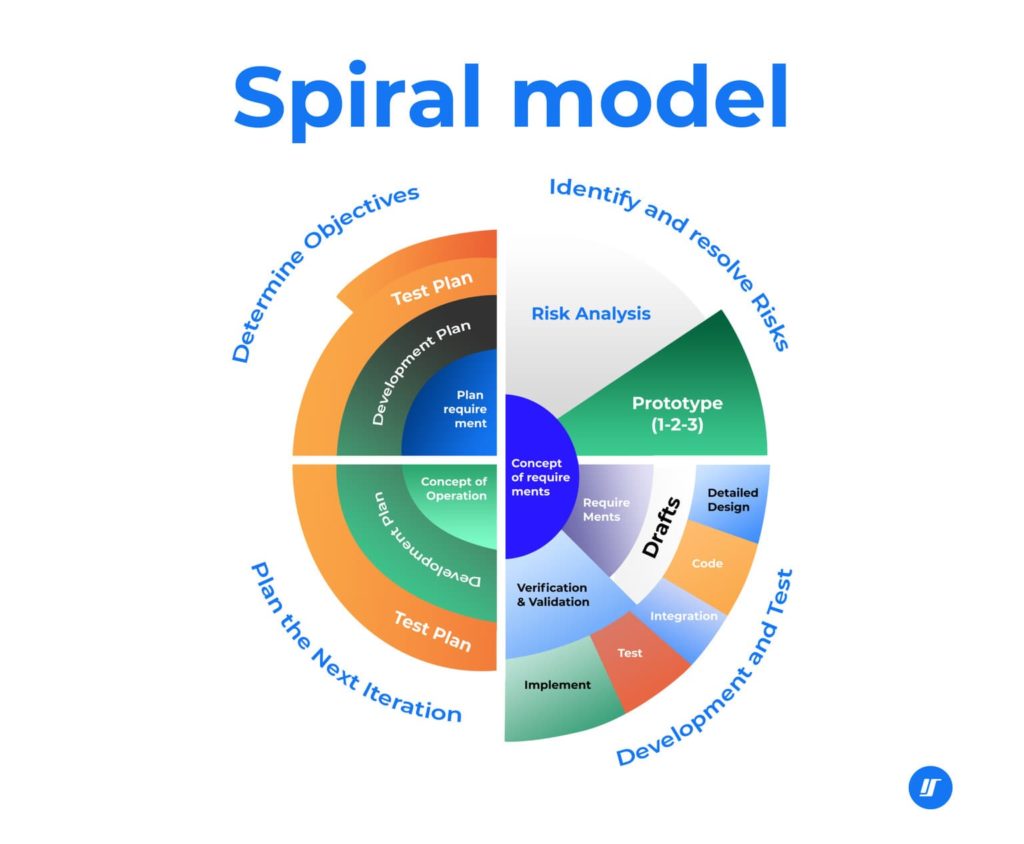 Spiral model
Determine Objectives
Identify and resolve Risks
Test Plan
Development Plan
Plan
require
ment
Risk Analysis
Prototype
(1-2-3)
Concept
of require
ments
Concept of
Operation
Development Plan
Test Plan
Require
Ments
Drafts
Detailed
Design
Code
Integration
Verification
& Validation
Test
Implement
Plan the Next Iteration
Development and Test